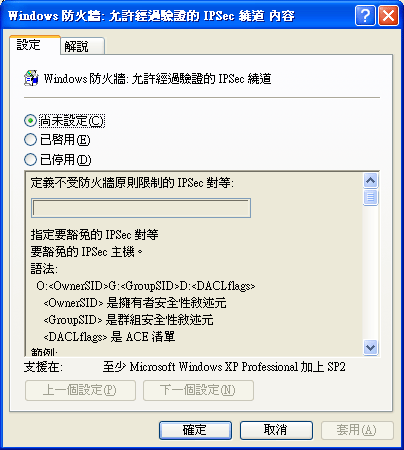 Windows 防火牆: 允許經過驗證的 IPSec 繞道 內容
設定
解說
Windows 防火牆: 允許經過驗證的 IPSec 繞道
尚未設定(C)
已啓用(E)
已停用(D)
定義不受防火牆原則限制的 IPSec 對等:
指定要豁免的 IPSec 對等
要豁免的 IPSec 主機。
語法:
O:<OwnerSID>G:<GroupSID>D:<DACLflags>
<OwnerSID> 是擁有者安全性敘述元
<GroupSID> 是群組安全性敘述元
<DACLflags> 是 ACE 清單
範例:
支援在: 至少 Microsoft Windows XP Professional 加上 SP2
上一個設定(P)
下一個設定(N)
確定
取消
套用(A)